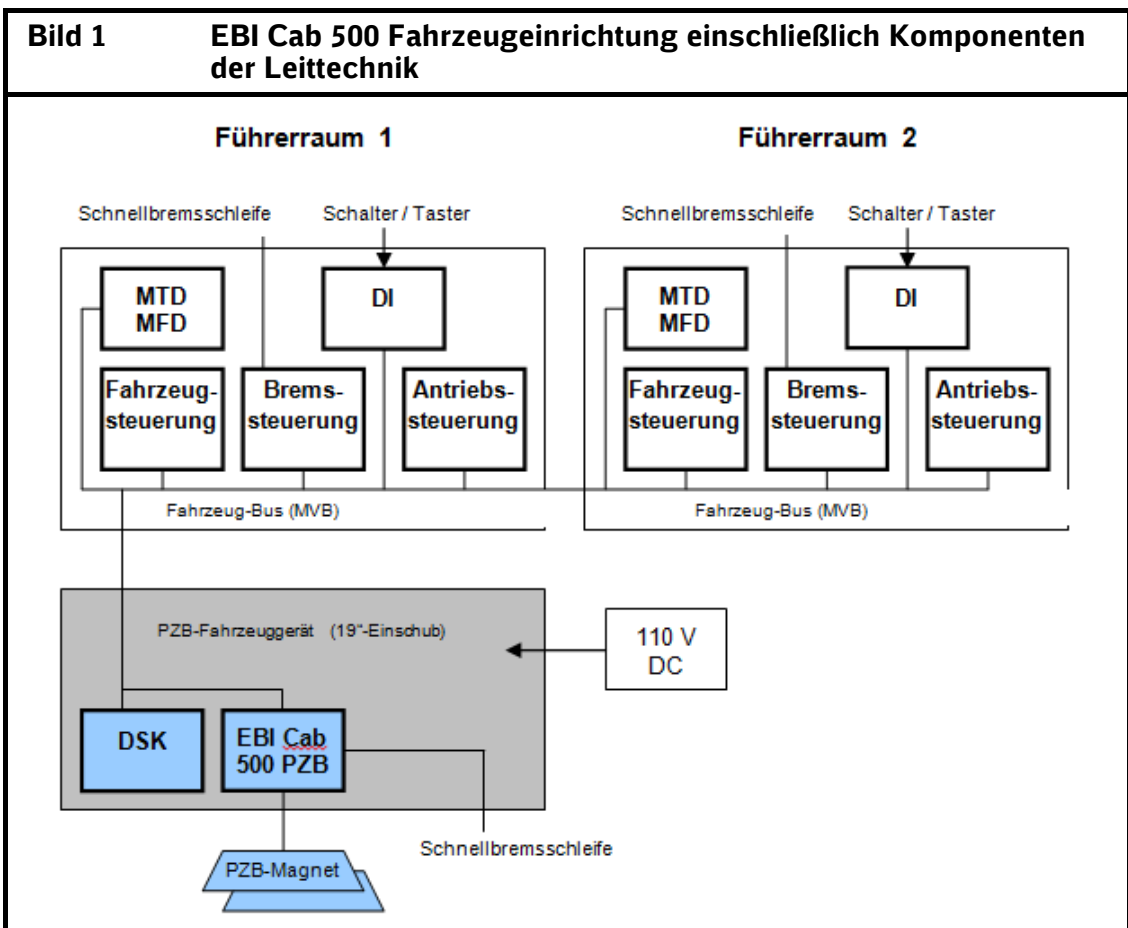 Bild 1 EBI Cab 500 Fahrzeugeinrichtung einschließlich Komponenten
der Leittechnik
Führerraum 1
Führerraum 2
Schnellbremsschleife
Schalter / Taster
Schnellbremsschleife
Schalter / Taster
MTD
MFD
DI
MTD
MFD
DI
Fahrzeug-
steuerung
Brems-
steuerung
Antriebs-
steuerung
Fahrzeug-
steuerung
Brems-
steuerung
Antriebs-
steuerung
Fahrzeug-Bus (MVB)
Fahrzeug-Bus (MVB)
PZB-Fahrzeuggerät (19"-Einschub)
110 V
DC
DSK
EBI Cab
500 PZB
Schnellbremsschleife
PZB-Magnet